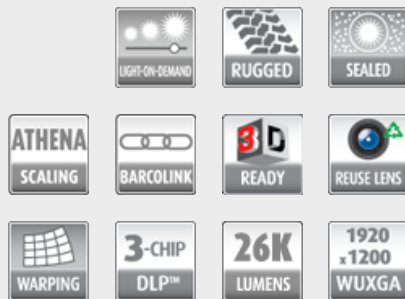 LIGHT-ON-DEMAND
RUGGED
SEALED
ATHENA
SCALING
BARCOLINK
3D
READY
REUSE LENS
WARPING
3-CHIP
DLP™
26K
LUMENS
1920
x1200
WUXGA